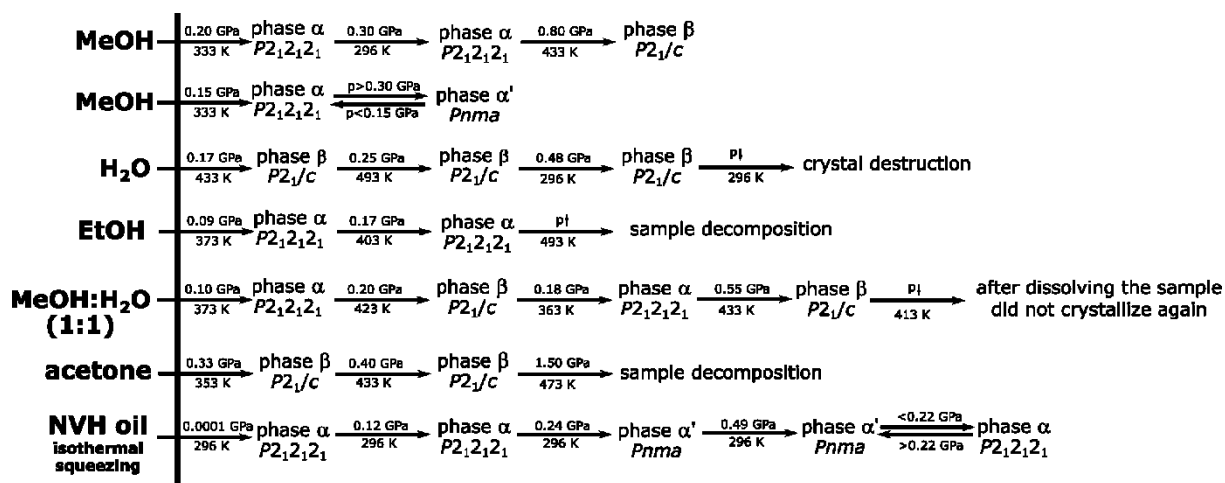 MeOH 0.20 GPa 333 K phase α P2₁2₁2₁ 0.30 GPa 296 K phase α P2₁2₁2₁ 0.80 GPa 433 K phase β P2₁/c
MeOH 0.15 GPa 333 K phase α P2₁2₁2₁ p>0.30 GPa p<0.15 GPa phase α' Pnma
H₂O 0.17 GPa 433 K phase β P2₁/c 0.25 GPa 493 K phase β P2₁/c 0.48 GPa 296 K phase β P2₁/c p↓ 296 K crystal destruction
EtOH 0.09 GPa 373 K phase α P2₁2₁2₁ 0.17 GPa 403 K phase α P2₁2₁2₁ p↑ 493 K sample decomposition
MeOH:H₂O (1:1) 0.10 GPa 373 K phase α P2₁2₁2₁ 0.20 GPa 423 K phase β P2₁/c 0.18 GPa 363 K phase α P2₁2₁2₁ 0.55 GPa 433 K phase β P2₁/c p↓ 413 K after dissolving the sample did not crystallize again
acetone 0.33 GPa 353 K phase β P2₁/c 0.40 GPa 433 K phase β P2₁/c 1.50 GPa 473 K sample decomposition
NVH oil isothermal squeezing 0.0001 GPa 296 K phase α P2₁2₁2₁ 0.12 GPa 296 K phase α P2₁2₁2₁ 0.24 GPa 296 K phase α' Pnma 0.49 GPa 296 K phase α' Pnma <0.22 GPa >0.22 GPa phase α P2₁2₁2₁